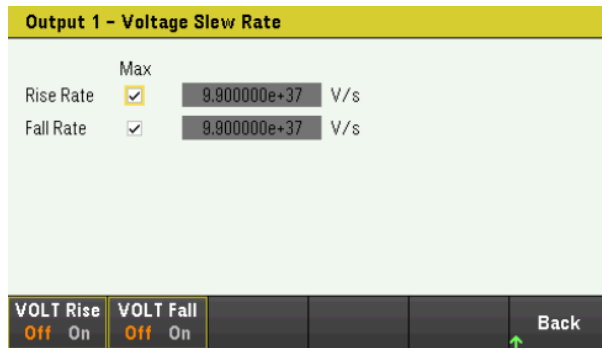 Output 1 – Voltage Slew Rate
Max
Rise Rate 9.900000e+37 V/s
Fall Rate 9.900000e+37 V/s
VOLT Rise VOLT Fall
Off On Off On Back